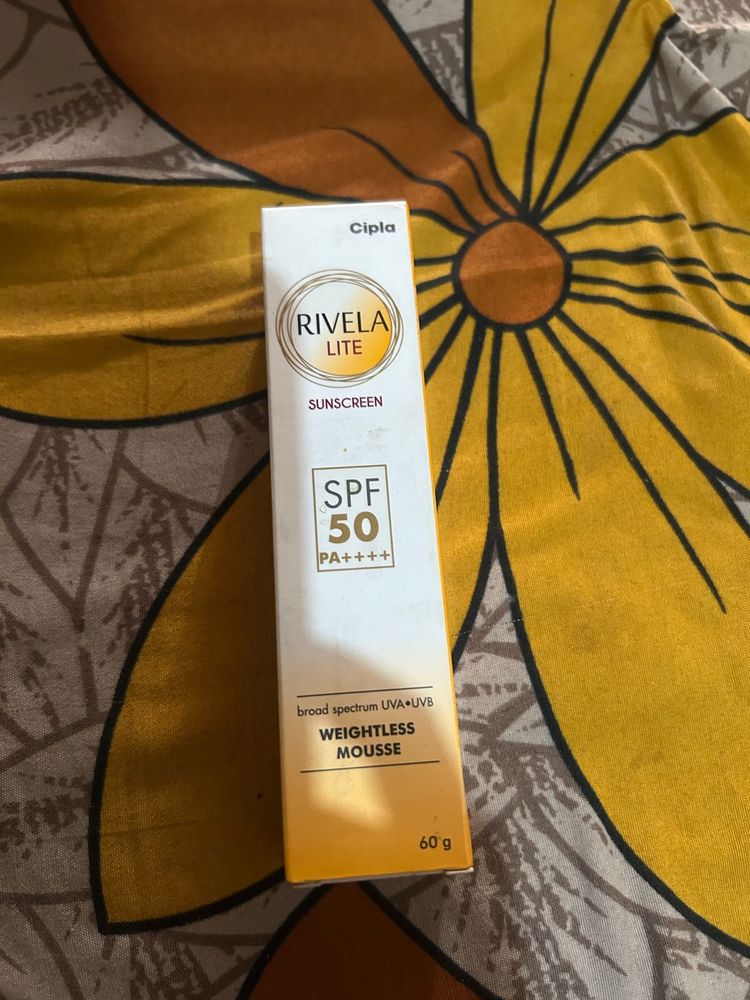 Cipla
RIVELA
LITE
SUNSCREEN
SPF
50
PA++++
broad spectrum UVA•UVB
WEIGHTLESS
MOUSSE
60 g